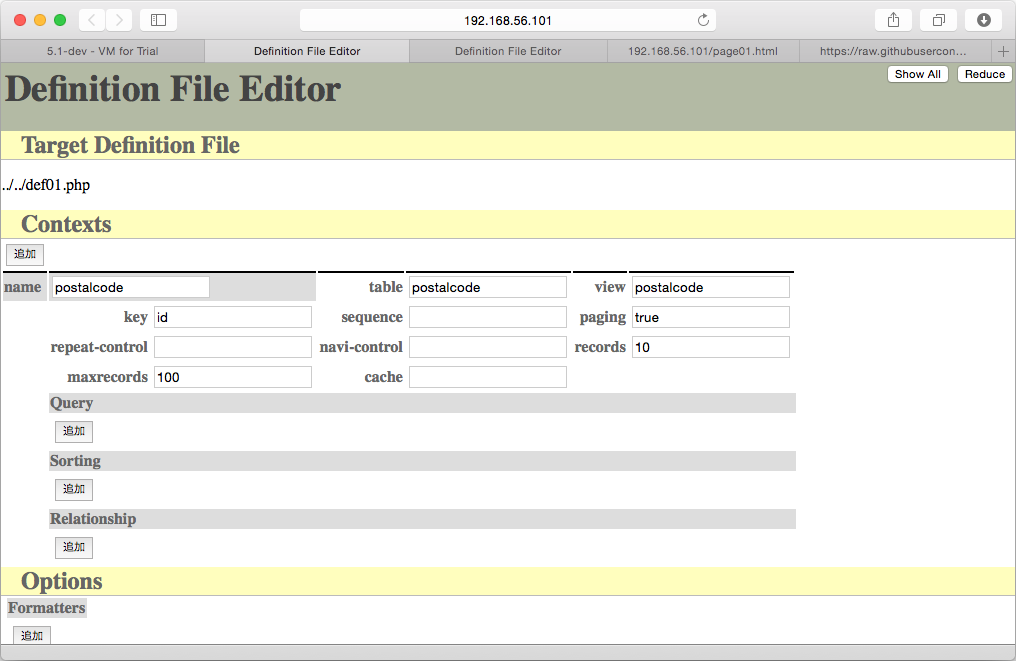 192.168.56.101
5.1-dev - VM for Trial Definition File Editor Definition File Editor 192.168.56.101/page01.html https://raw.githubusercon...
Show All Reduce
Definition File Editor
Target Definition File
../../def01.php
Contexts
追加
name postalcode table postalcode view postalcode
key id sequence paging true
repeat-control navi-control records 10
maxrecords 100 cache
Query
追加
Sorting
追加
Relationship
追加
Options
Formatters
追加